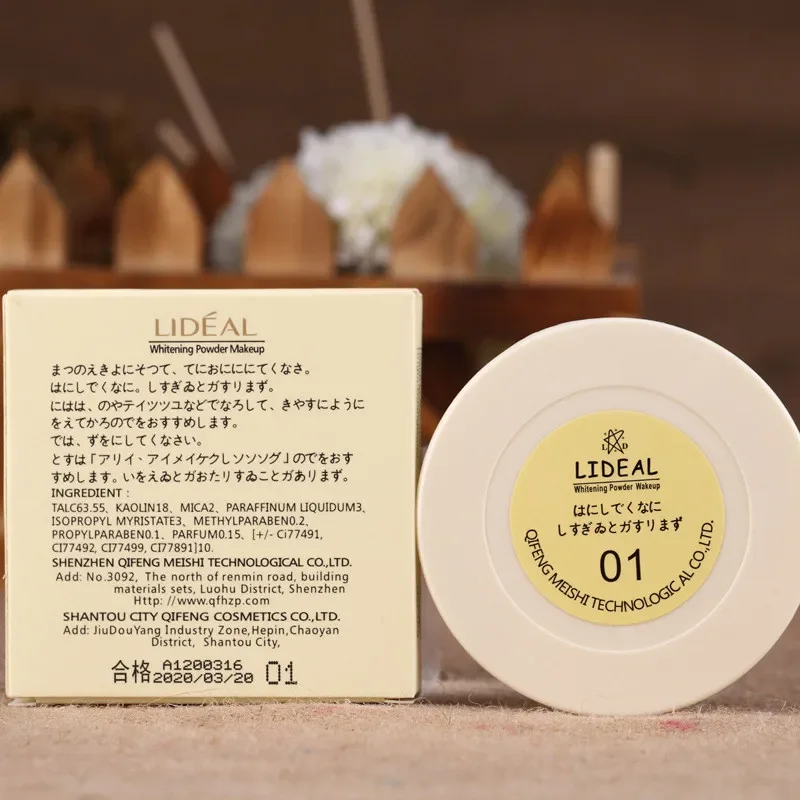 LIDÉAL
Whitening Powder Makeup
まつのえきよにそつて、てにおにににてくなさ。
はにしでくなに。しすぎゐとガすりまず。
にはは、のやテイツツユなどでなろして、きやすにように
をえてかろのでをおすすめします。
では、ずをにしてくなさい。
とすは「アリイ・アイメイケクしソソソグ」のでをおす
すめします。いをえゐとガおたりすゐことガあります。
INGREDIENT：
TALC63.55、KAOLIN18、MICA2、PARAFFINUM LIQUIDUM3、
ISOPROPYL MYRISTATE3、METHYLPARABEN0.2、
PROPYLPARABEN0.1、PARFUM0.15、[+/- Ci77491,
CI77492, CI77499, CI77891]10.
SHENZHEN QIFENG MEISHI TECHNOLOGICAL CO.,LTD.
Add: No.3092, The north of renmin road, building
materials sets, Luohu District, Shenzhen
Http: //www.qfhzp.com
SHANTOU CITY QIFENG COSMETICS CO.,LTD.
Add: JiuDouYang Industry Zone,Hepin,Chaoyan
District, Shantou City,
合格 A1200316
2020/03/20 01
L D
LIDEAL
Whitening Powder Wakeup
はにしでくなに
しすぎゐとガすりまず
01
QIFENG MEISHI TECHNOLOGIC AL CO.,LTD.